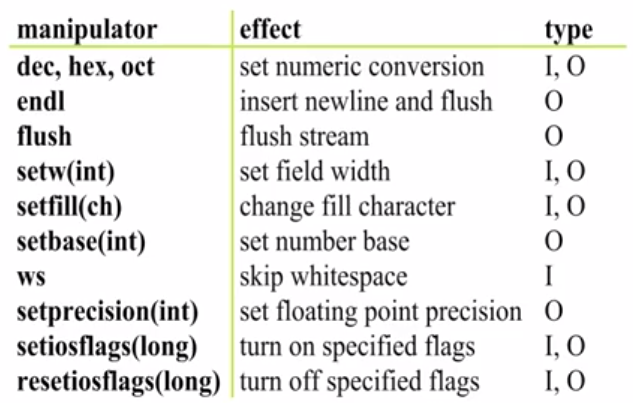 manipulator effect type
dec, hex, oct set numeric conversion I, O
endl insert newline and flush O
flush flush stream O
setw(int) set field width I, O
setfill(ch) change fill character I, O
setbase(int) set number base O
ws skip whitespace I
setprecision(int) set floating point precision O
setiosflags(long) turn on specified flags I, O
resetiosflags(long) turn off specified flags I, O